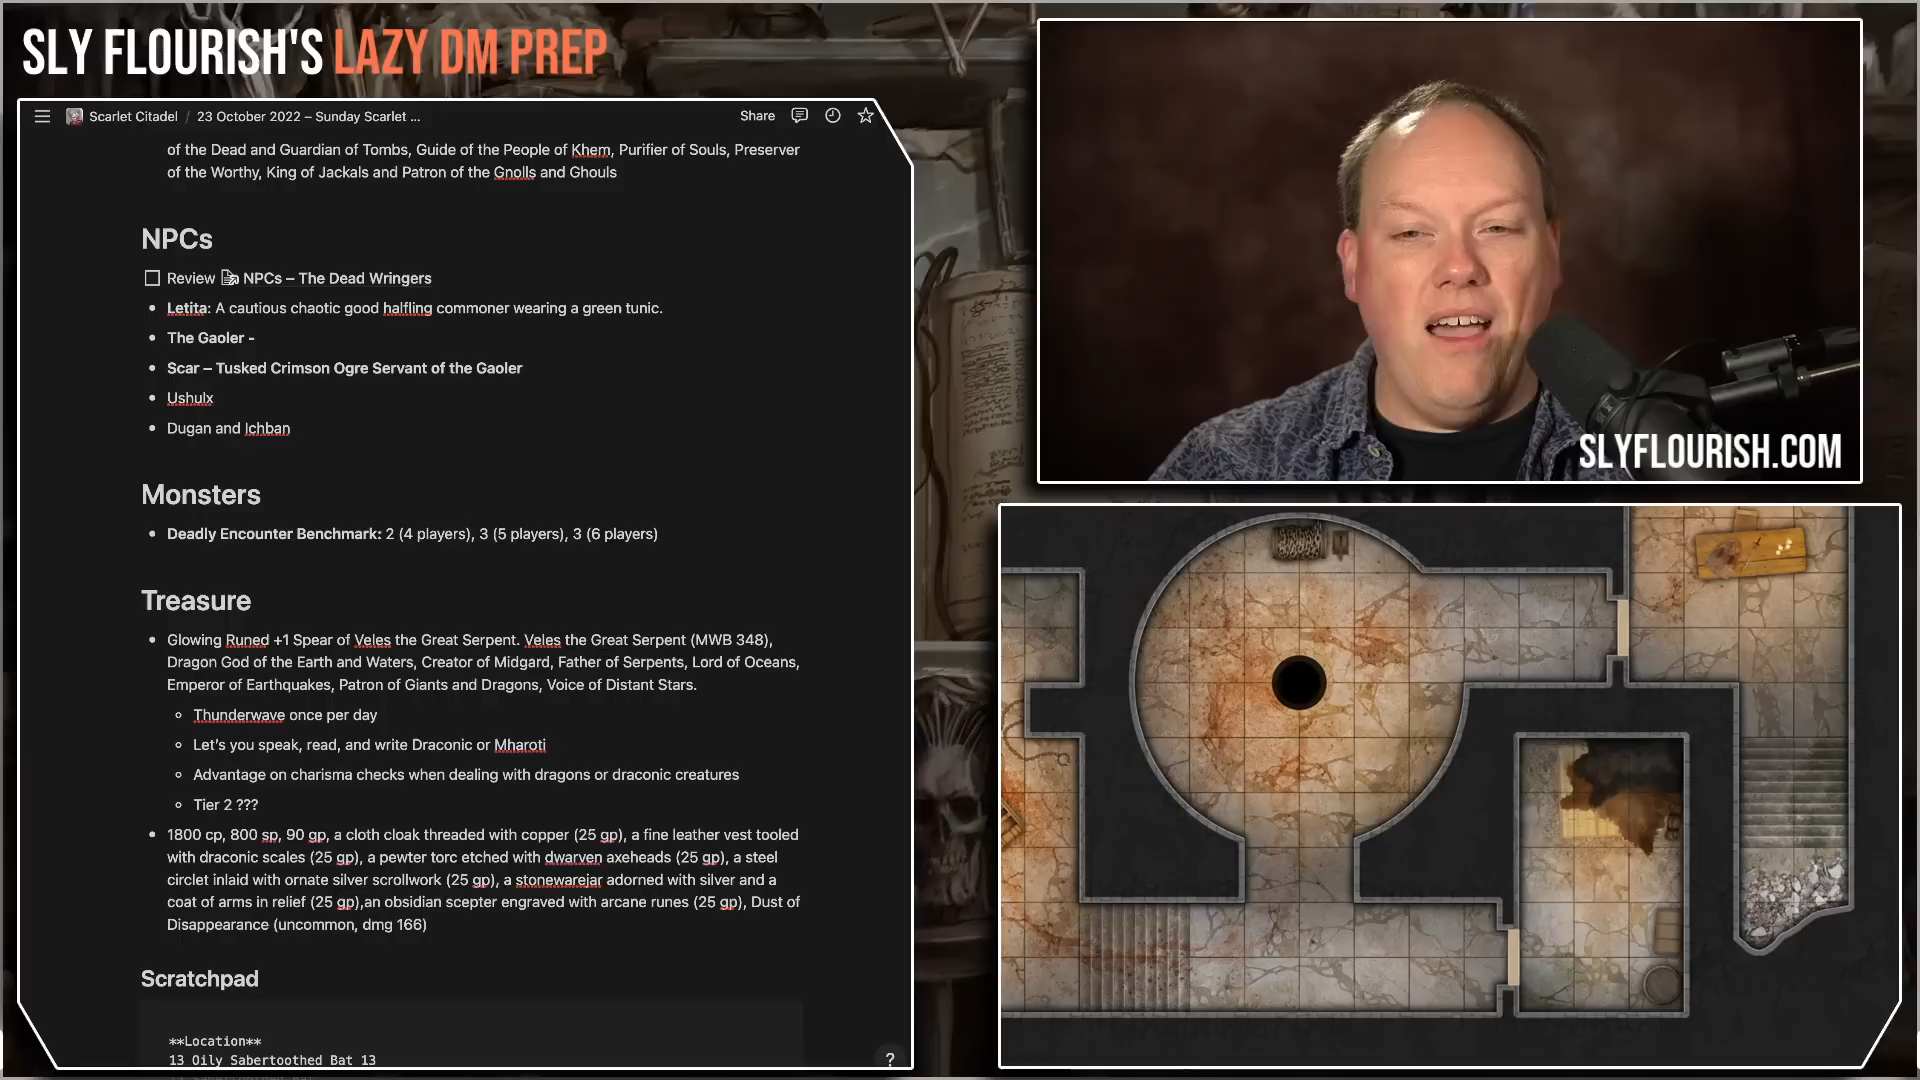 SLY FLOURISH'S LAZY DM PREP
Scarlet Citadel / 23 October 2022 – Sunday Scarlet ...
Share
of the Dead and Guardian of Tombs, Guide of the People of Khem, Purifier of Souls, Preserver
of the Worthy, King of Jackals and Patron of the Gnolls and Ghouls
NPCs
Review NPCs – The Dead Wringers
• Letita: A cautious chaotic good halfling commoner wearing a green tunic.
• The Gaoler -
• Scar – Tusked Crimson Ogre Servant of the Gaoler
• Ushulx
• Dugan and Ichban
Monsters
• Deadly Encounter Benchmark: 2 (4 players), 3 (5 players), 3 (6 players)
Treasure
• Glowing Runed +1 Spear of Veles the Great Serpent. Veles the Great Serpent (MWB 348),
Dragon God of the Earth and Waters, Creator of Midgard, Father of Serpents, Lord of Oceans,
Emperor of Earthquakes, Patron of Giants and Dragons, Voice of Distant Stars.
◦ Thunderwave once per day
◦ Let's you speak, read, and write Draconic or Mharoti
◦ Advantage on charisma checks when dealing with dragons or draconic creatures
◦ Tier 2 ???
• 1800 cp, 800 sp, 90 gp, a cloth cloak threaded with copper (25 gp), a fine leather vest tooled
with draconic scales (25 gp), a pewter torc etched with dwarven axeheads (25 gp), a steel
circlet inlaid with ornate silver scrollwork (25 gp), a stonewarejar adorned with silver and a
coat of arms in relief (25 gp),an obsidian scepter engraved with arcane runes (25 gp), Dust of
Disappearance (uncommon, dmg 166)
Scratchpad
**Location**
13 Oily Sabertoothed Bat 13
?
SLYFLOURISH.COM